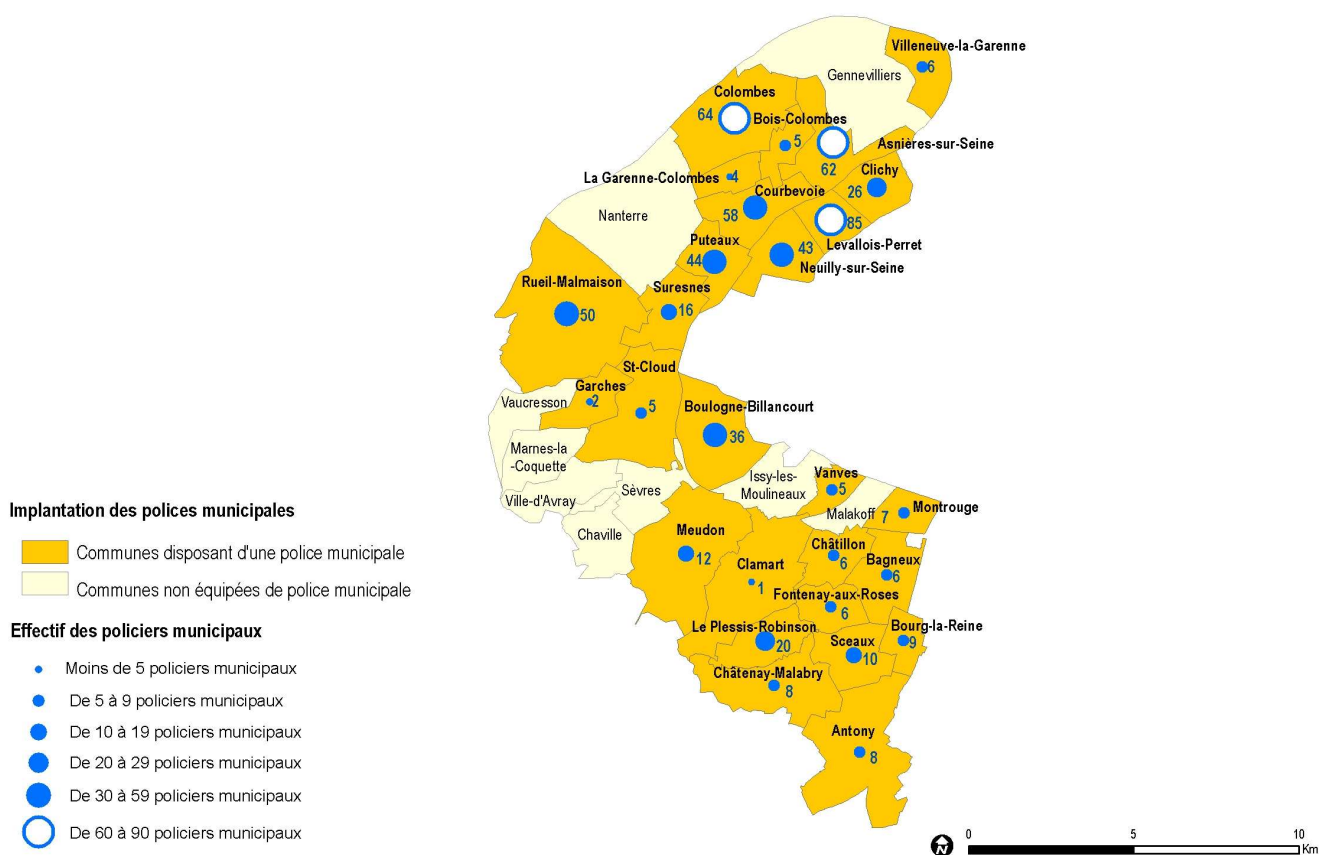 Villeneuve-la-Garenne
6
Gennevilliers
Colombes
64
Bois-Colombes
5
Asnières-sur-Seine
62
Clichy
26
La Garenne-Colombes
4
Courbevoie
58
85
Levallois-Perret
Nanterre
Puteaux
44
43
Neuilly-sur-Seine
Rueil-Malmaison
50
Suresnes
16
St-Cloud
5
Garches
2
Vaucresson
Boulogne-Billancourt
36
Marnes-la
-Coquette
Ville-d'Avray
Sèvres
Chaville
Issy-les-
Moulineaux
Vanves
5
Malakoff
7
Montrouge
Meudon
12
Clamart
1
Châtillon
6
Bagneux
6
Fontenay-aux-Roses
6
Le Plessis-Robinson
20
Sceaux
10
Bourg-la-Reine
9
Châtenay-Malabry
8
Antony
8
Implantation des polices municipales
Communes disposant d'une police municipale
Communes non équipées de police municipale
Effectif des policiers municipaux
Moins de 5 policiers municipaux
De 5 à 9 policiers municipaux
De 10 à 19 policiers municipaux
De 20 à 29 policiers municipaux
De 30 à 59 policiers municipaux
De 60 à 90 policiers municipaux
N
0 5 10
Km